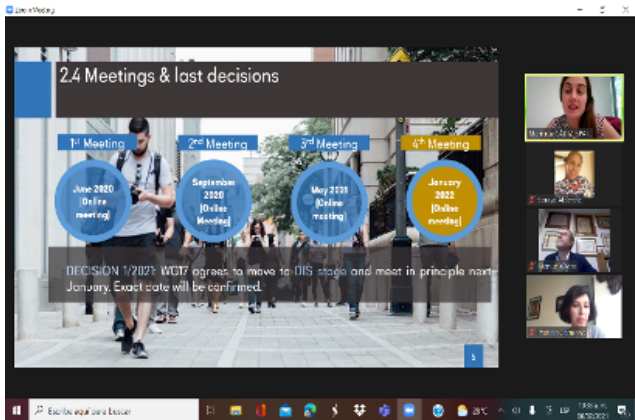 Zoom Meeting
2.4 Meetings & last decisions
1st Meeting
2nd Meeting
3rd Meeting
4th Meeting
June 2020
(Online
meeting)
September
2020
(Online
Meeting)
May 2021
(Online
meeting)
January
2022
(Online
meeting)
DECISION 1/2021: WG17 agrees to move to DIS stage and meet in principle next
January. Exact date will be confirmed.
5
Escribe aquí para buscar
29°C
ESP